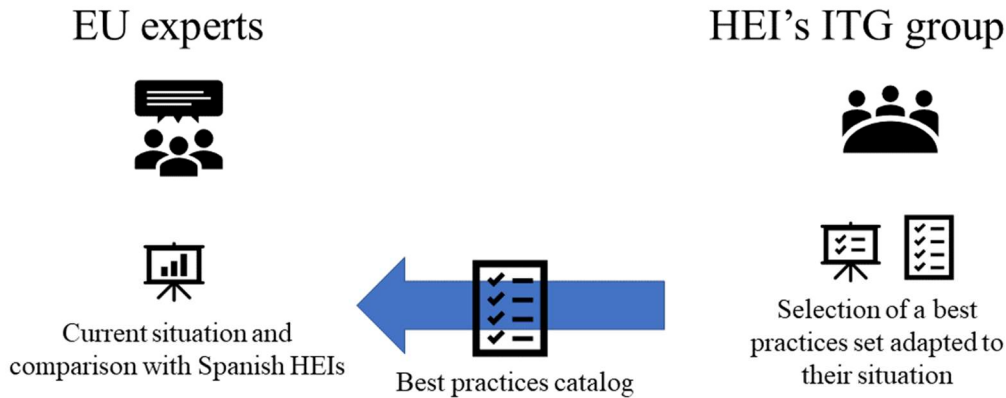 EU experts
HEI's ITG group
Current situation and
comparison with Spanish HEIs
Best practices catalog
Selection of a best
practices set adapted to
their situation